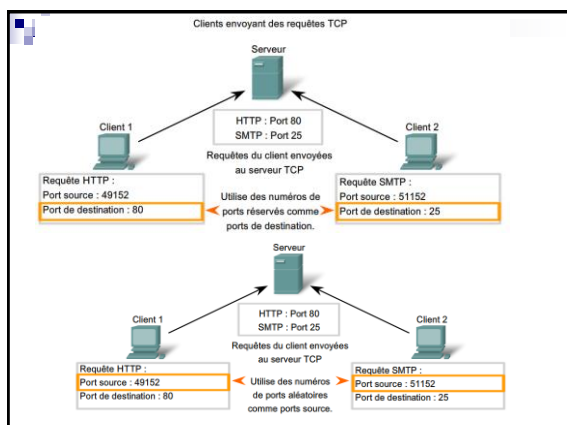 Clients envoyant des requêtes TCP
Serveur
Client 1
HTTP : Port 80
SMTP : Port 25
Client 2
Requêtes du client envoyées
au serveur TCP
Requête HTTP :
Port source : 49152
Port de destination : 80
Utilise des numéros de
ports réservés comme
ports de destination.
Requête SMTP :
Port source : 51152
Port de destination : 25
Serveur
Client 1
HTTP : Port 80
SMTP : Port 25
Client 2
Requêtes du client envoyées
au serveur TCP
Requête HTTP :
Port source : 49152
Port de destination : 80
Utilise des numéros
de ports aléatoires
comme ports source.
Requête SMTP :
Port source : 51152
Port de destination : 25